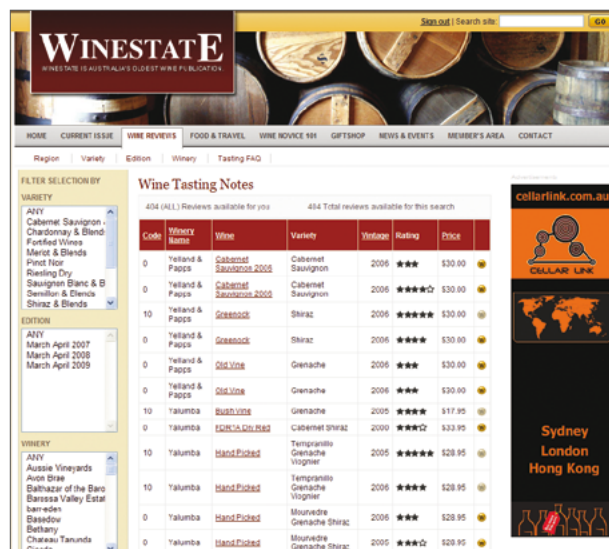 Sign out | Search site:
GO
WINESTATE
WINESTATE IS AUSTRALIA'S OLDEST WINE PUBLICATION.
HOME CURRENT ISSUE WINE REVIEWS FOOD & TRAVEL WINE NOVICE 101 GIFTSHOP NEWS & EVENTS MEMBER'S AREA CONTACT
Region Variety Edition Winery Tasting FAQ
FILTER SELECTION BY
VARIETY
ANY
Cabernet Sauvignon
Chardonnay & Blends
Fortified Wines
Merlot & Blends
Pinot Noir
Riesling Dry
Sauvignon Blanc & B
Semillon & Blends
Shiraz & Blends
EDITION
ANY
March April 2007
March April 2008
March April 2009
WINERY
ANY
Aussie Vineyards
Avon Brae
Balthazar of the Baro
Barossa Valley Estat
Basedow
Bethany
Chateau Tanunda
Wine Tasting Notes
404 (ALL) Reviews available for you
484 Total reviews available for this search
Code Winery Name Wine Variety Vintage Rating Price
0 Yelland & Papps Cabernet Sauvignon 2006 Cabernet Sauvignon 2006 ★★★ $30.00
0 Yelland & Papps Cabernet Sauvignon 2006 Cabernet Sauvignon 2006 ★★★★☆ $30.00
10 Yelland & Papps Greenock Shiraz 2006 ★★★★★ $30.00
0 Yelland & Papps Greenock Shiraz 2006 ★★★★ $30.00
0 Yelland & Papps Old Vine Grenache 2006 ★★★ $30.00
0 Yelland & Papps Old Vine Grenache 2006 ★★★ $30.00
10 Yalumba Bush Vine Grenache 2005 ★★★★ $17.95
0 Yalumba FDR1A Dry Red Cabernet Shiraz 2000 ★★★☆ $33.95
10 Yalumba Hand Picked Tempranillo Grenache Viognier 2005 ★★★★★ $28.95
10 Yalumba Hand Picked Tempranillo Grenache Viognier 2006 ★★★★ $28.95
0 Yalumba Hand Picked Mourvedre Grenache Shiraz 2006 ★★★ $28.95
0 Yalumba Hand Picked Mourvedre Grenache Shiraz 2005 ★★★☆ $28.95
Advertisements
cellarlink.com.au
CELLAR LINK
Sydney
London
Hong Kong